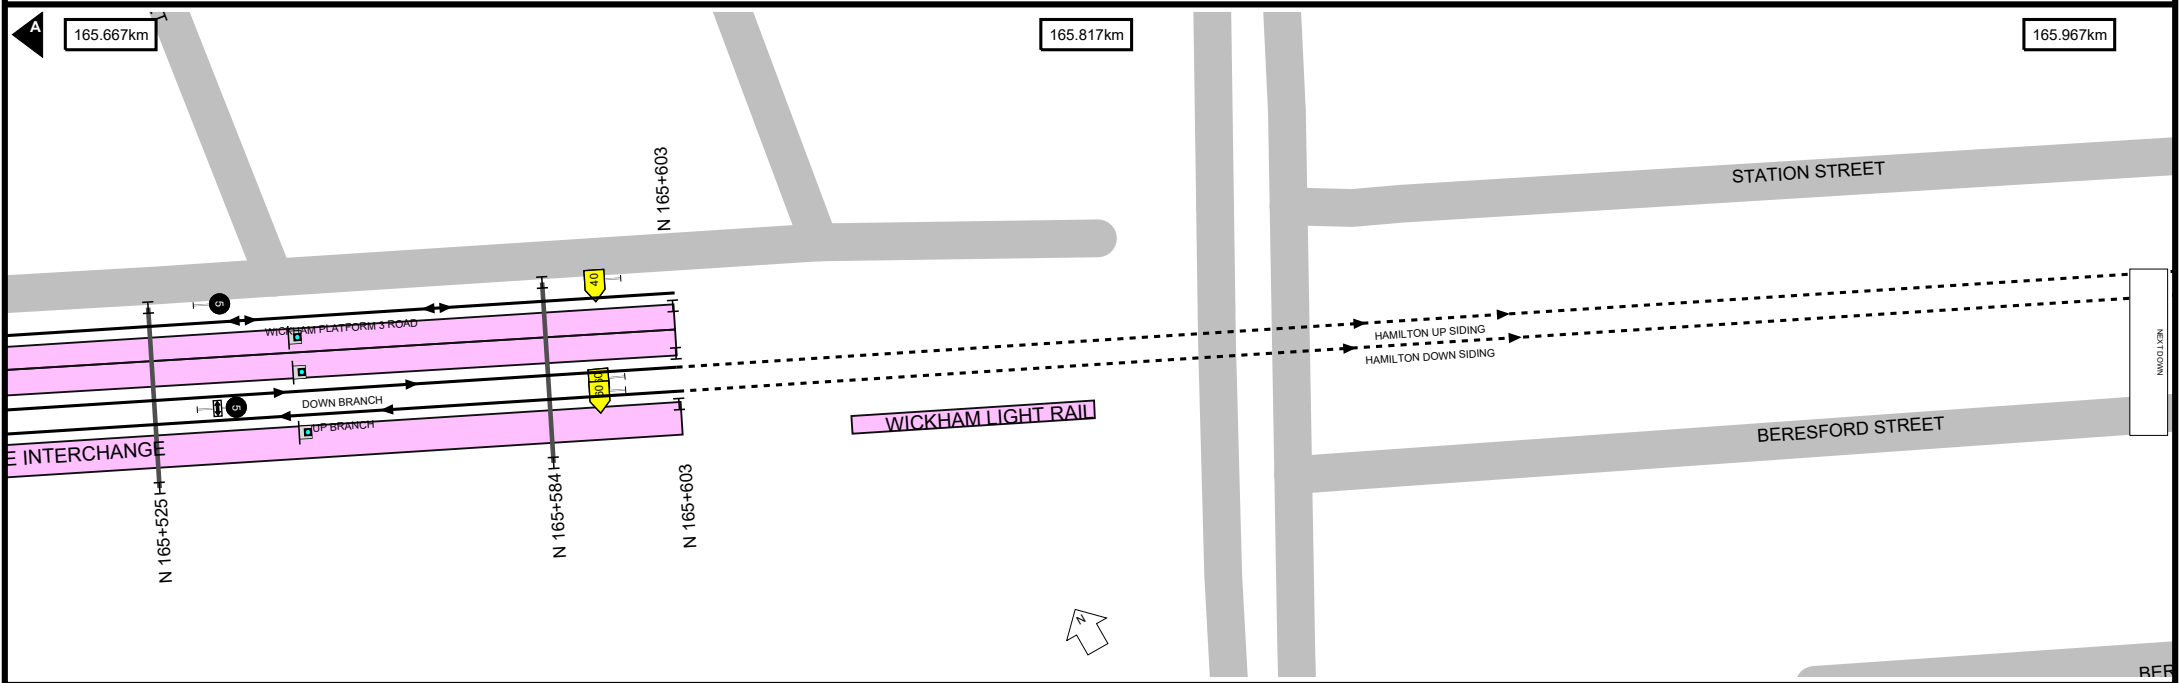 A
165.667km
165.817km
165.967km
N 165+603
STATION STREET
40
5
WICKHAM PLATFORM 3 ROAD
HAMILTON UP SIDING
HAMILTON DOWN SIDING
NEXT DOWN
5
DOWN BRANCH
UP BRANCH
WICKHAM LIGHT RAIL
BERESFORD STREET
E INTERCHANGE
N 165+525
N 165+584
N 165+603
N
BER